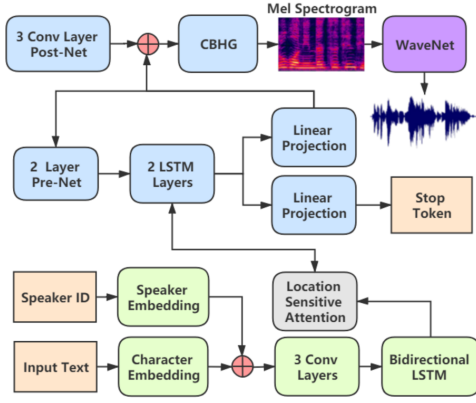 Mel Spectrogram
3 Conv Layer
Post-Net
CBHG
WaveNet
Linear
Projection
2 Layer
Pre-Net
2 LSTM
Layers
Linear
Projection
Stop
Token
Speaker ID
Speaker
Embedding
Location
Sensitive
Attention
Input Text
Character
Embedding
3 Conv
Layers
Bidirectional
LSTM